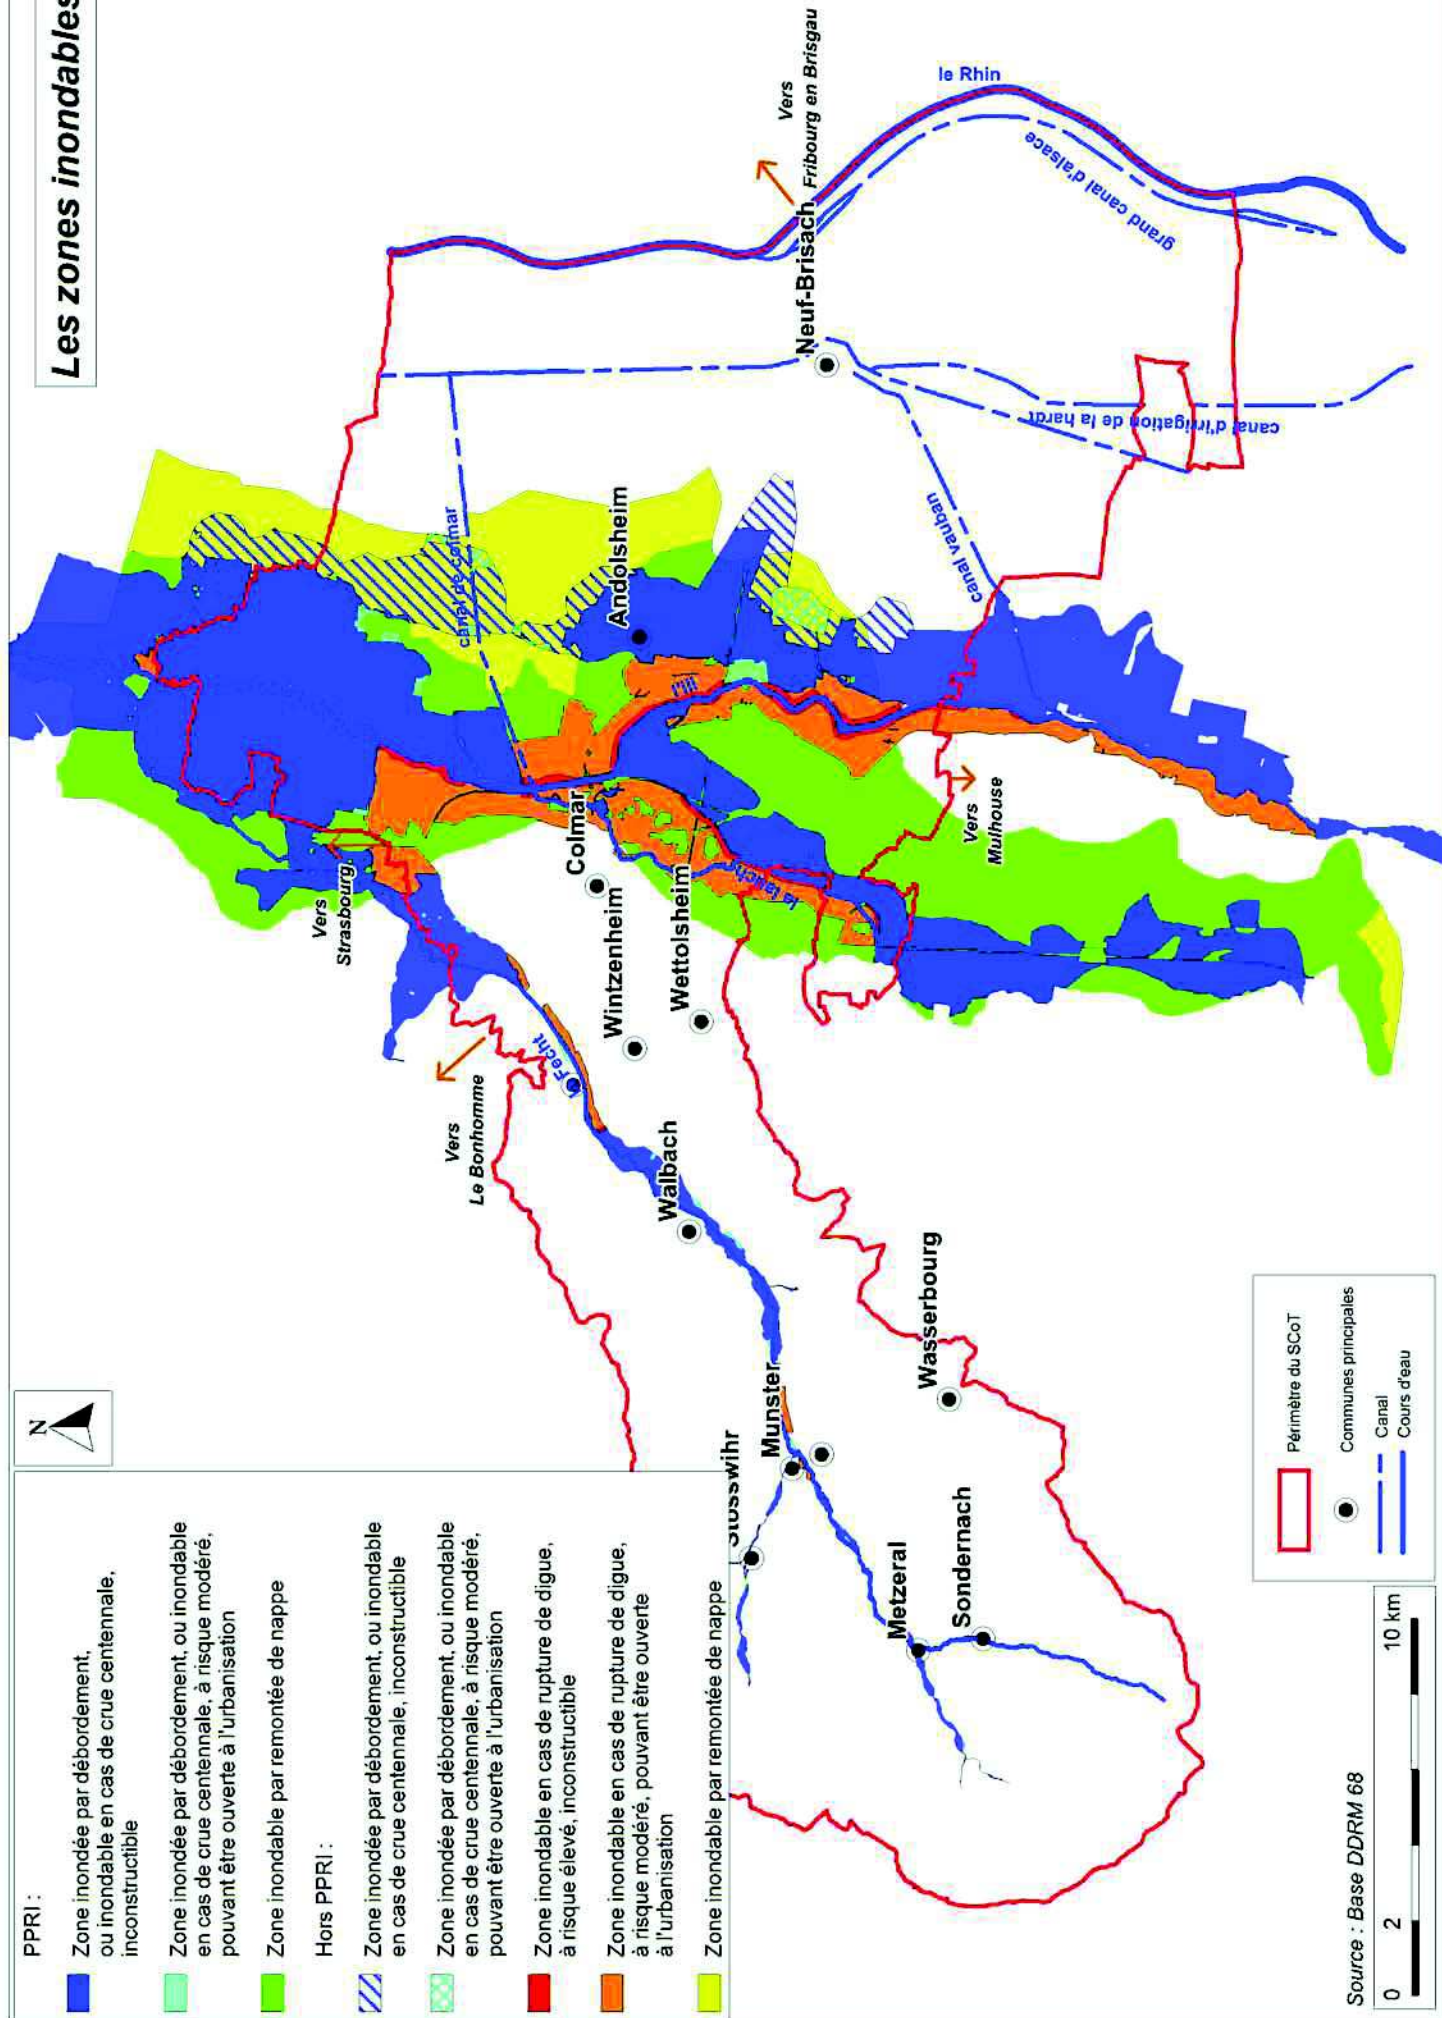 Les zones inondables
N
PPRI :
Zone inondée par débordement,
ou inondable en cas de crue centennale,
inconstructible
Zone inondée par débordement, ou inondable
en cas de crue centennale, à risque modéré,
pouvant être ouverte à l'urbanisation
Zone inondable par remontée de nappe
Hors PPRI :
Zone inondée par débordement, ou inondable
en cas de crue centennale, inconstructible
Zone inondée par débordement, ou inondable
en cas de crue centennale, à risque modéré,
pouvant être ouverte à l'urbanisation
Zone inondable en cas de rupture de digue,
à risque élevé, inconstructible
Zone inondable en cas de rupture de digue,
à risque modéré, pouvant être ouverte
à l'urbanisation
Zone inondable par remontée de nappe
Vers
Strasbourg
Vers
Le Bonhomme
Vers
Mulhouse
Vers
Fribourg en Brisgau
le Rhin
grand canal d'alsace
canal d'irrigation de la hardt
canal vauban
canal de colmar
Ill
la lauch
Fecht
Neuf-Brisach
Andolsheim
Colmar
Wintzenheim
Wettolsheim
Walbach
Munster
Stosswihr
Wasserbourg
Metzeral
Sondernach
Périmètre du SCoT
Communes principales
Canal
Cours d'eau
Source : Base DDRM 68
0 2 10 km